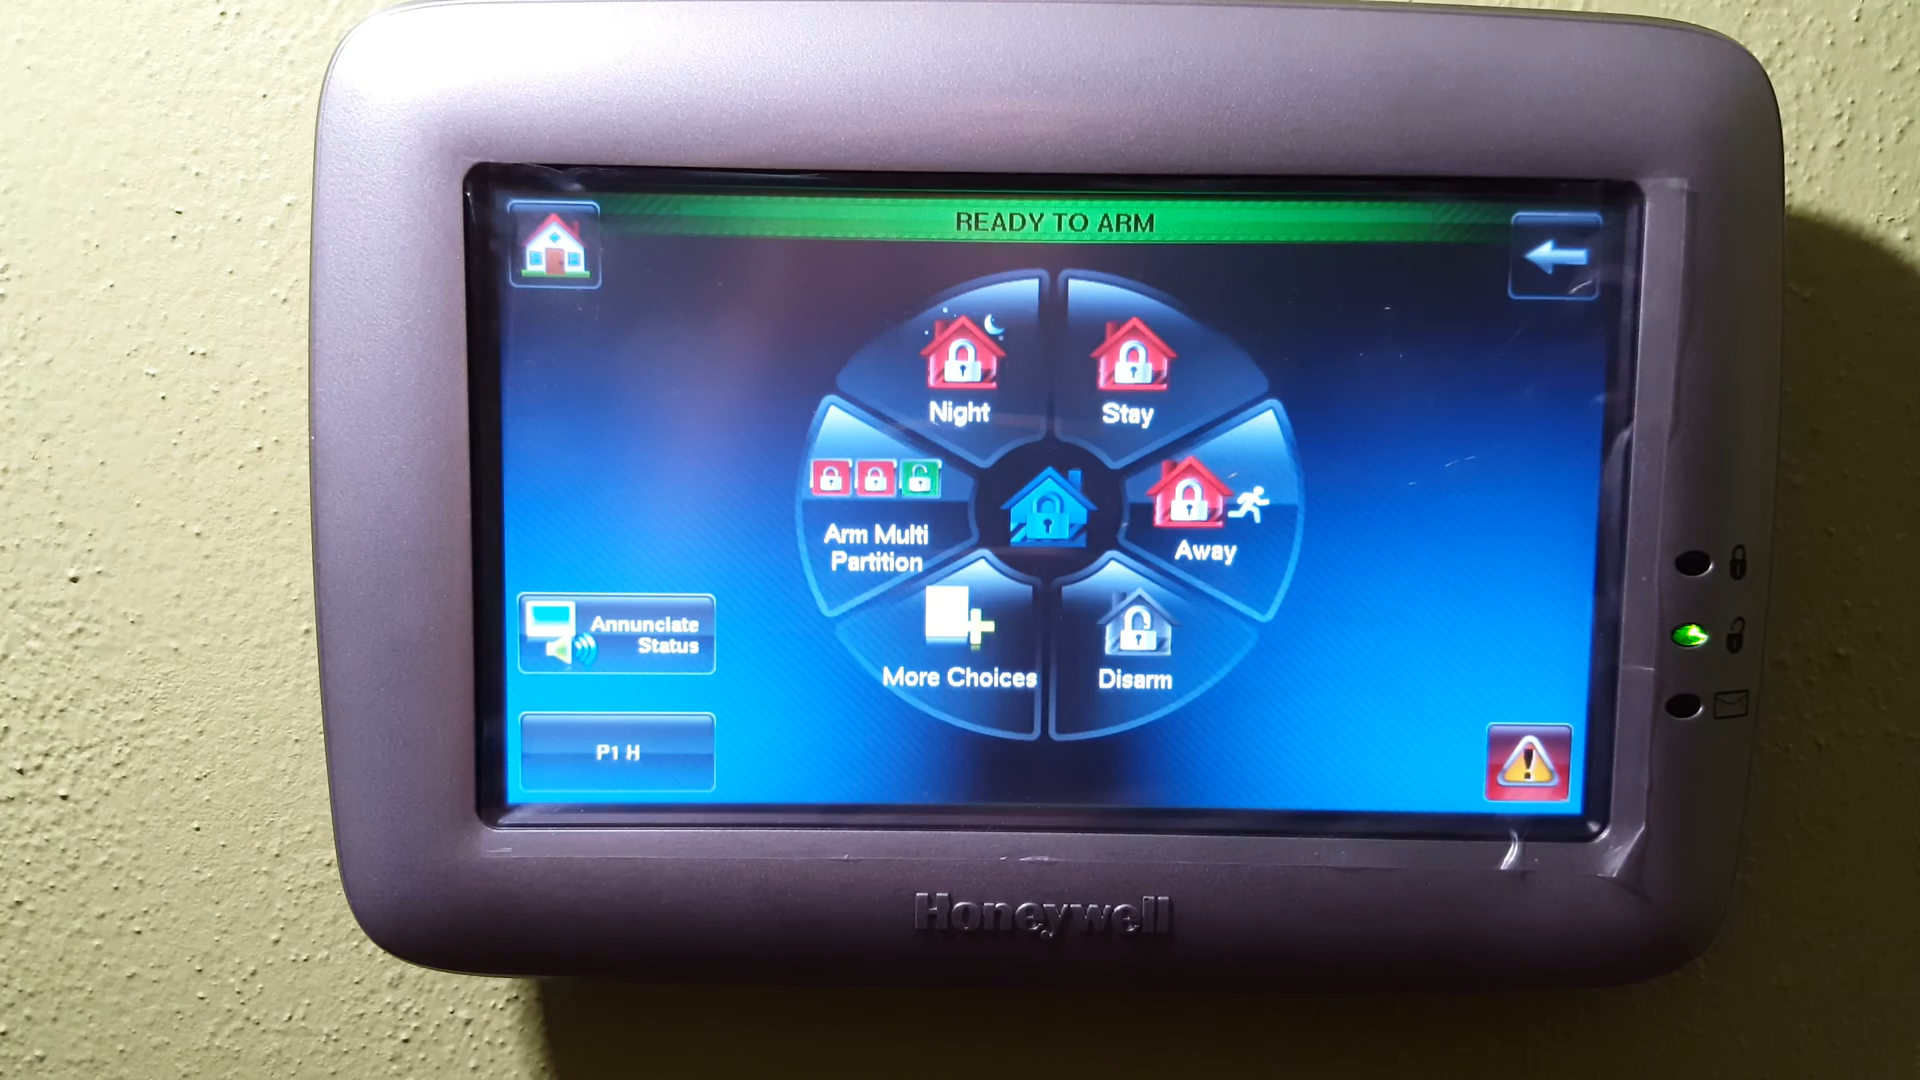 READY TO ARM
Night
Stay
Arm Multi
Partition
Away
Annunciate
Status
More Choices
Disarm
P1 H
Honeywell